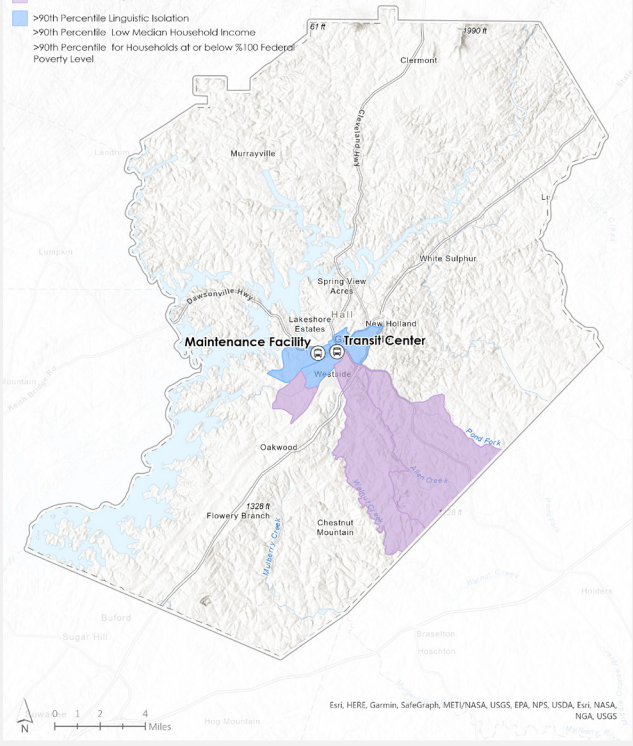 >90th Percentile Linguistic Isolation
>90th Percentile Low Median Household Income
>90th Percentile for Households at or below %100 Federal
Poverty Level
61 ft
1990 ft
Clermont
Cleveland Hwy
Murrayville
Lumpkin
White Sulphur
Spring View
Acres
Dawsonville Hwy
Hall
Lakeshore
Estates
New Holland
Maintenance Facility
Transit Center
Westside
Pond Fork
Oakwood
Allen Creek
Walnut Creek
1328 ft
Flowery Branch
Chestnut
Mountain
Mulberry Creek
Buford
Sugar Hill
Braselton
Hoschton
Suwanee
Hog Mountain
N
0 1 2 4
Miles
Esri, HERE, Garmin, SafeGraph, METI/NASA, USGS, EPA, NPS, USDA, Esri, NASA,
NGA, USGS